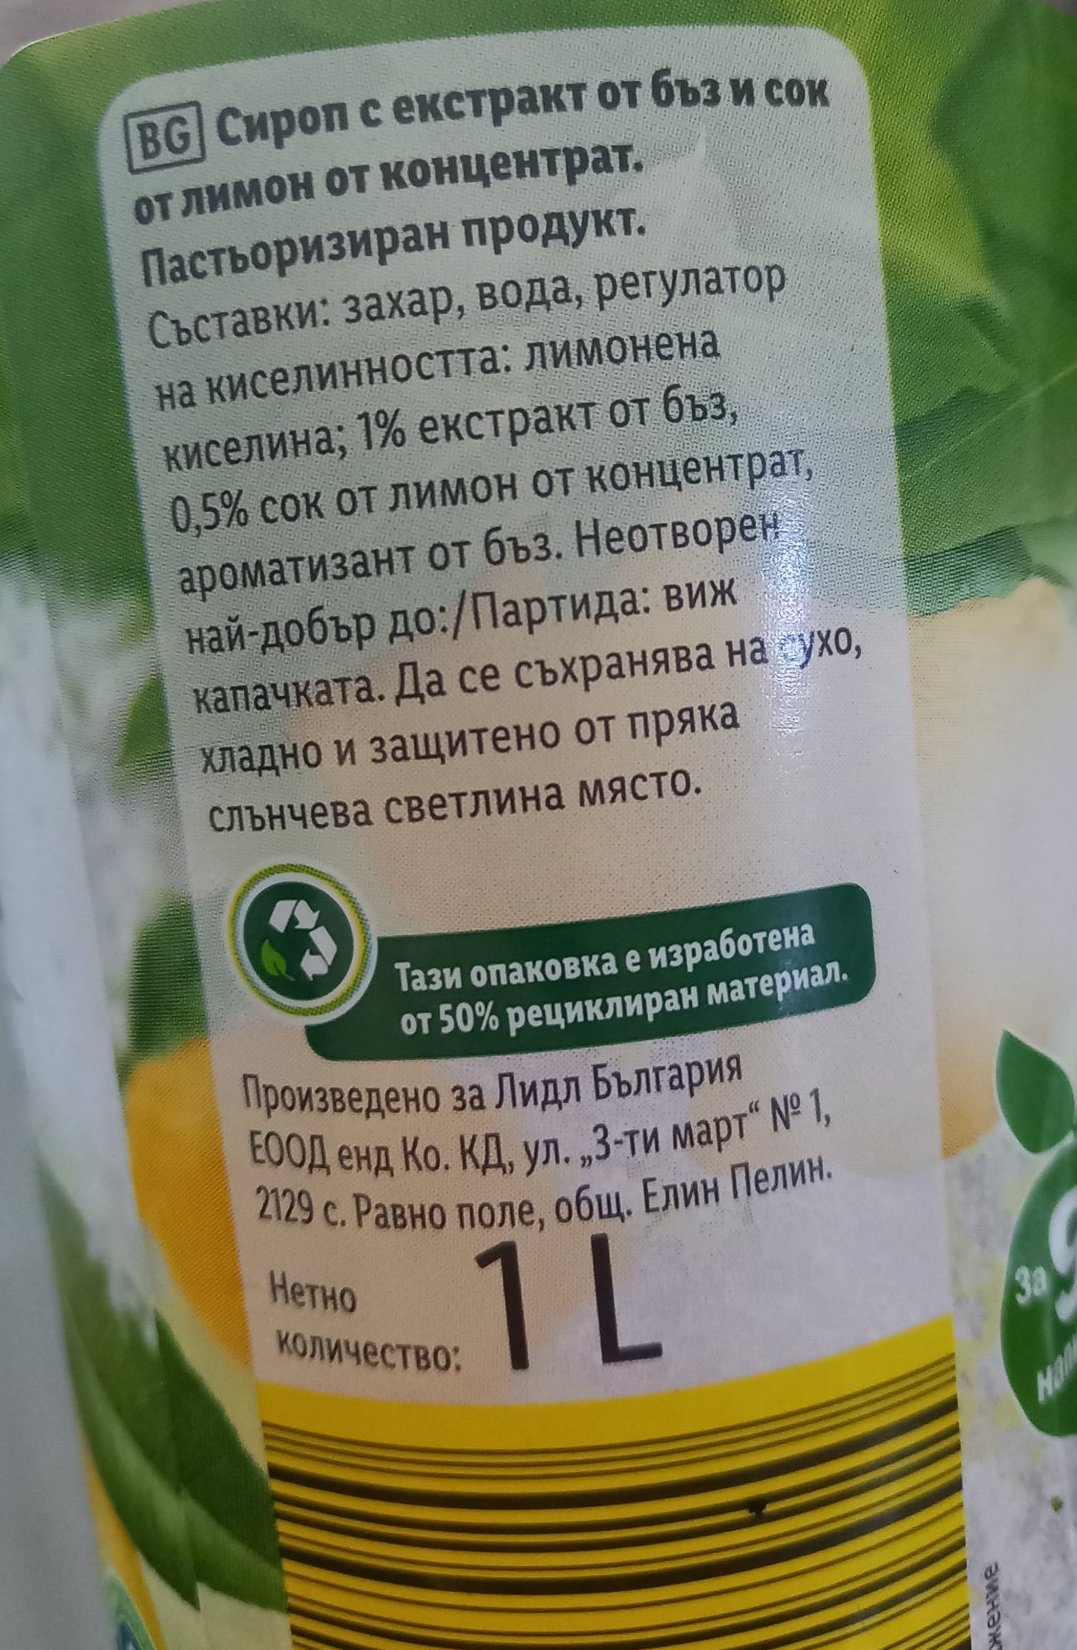 BG Сироп с екстракт от бъз и сок
от лимон от концентрат.
Пастьоризиран продукт.
Съставки: захар, вода, регулатор
на киселинността: лимонена
киселина; 1% екстракт от бъз,
0,5% сок от лимон от концентрат,
ароматизант от бъз. Неотворен
най-добър до:/Партида: виж
капачката. Да се съхранява на сухо,
хладно и защитено от пряка
слънчева светлина място.
Тази опаковка е изработена
от 50% рециклиран материал.
Произведено за Лидл България
ЕООД енд Ко. КД, ул. „3-ти март“ № 1,
2129 с. Равно поле, общ. Елин Пелин.
Нетно
количество: 1 L
За